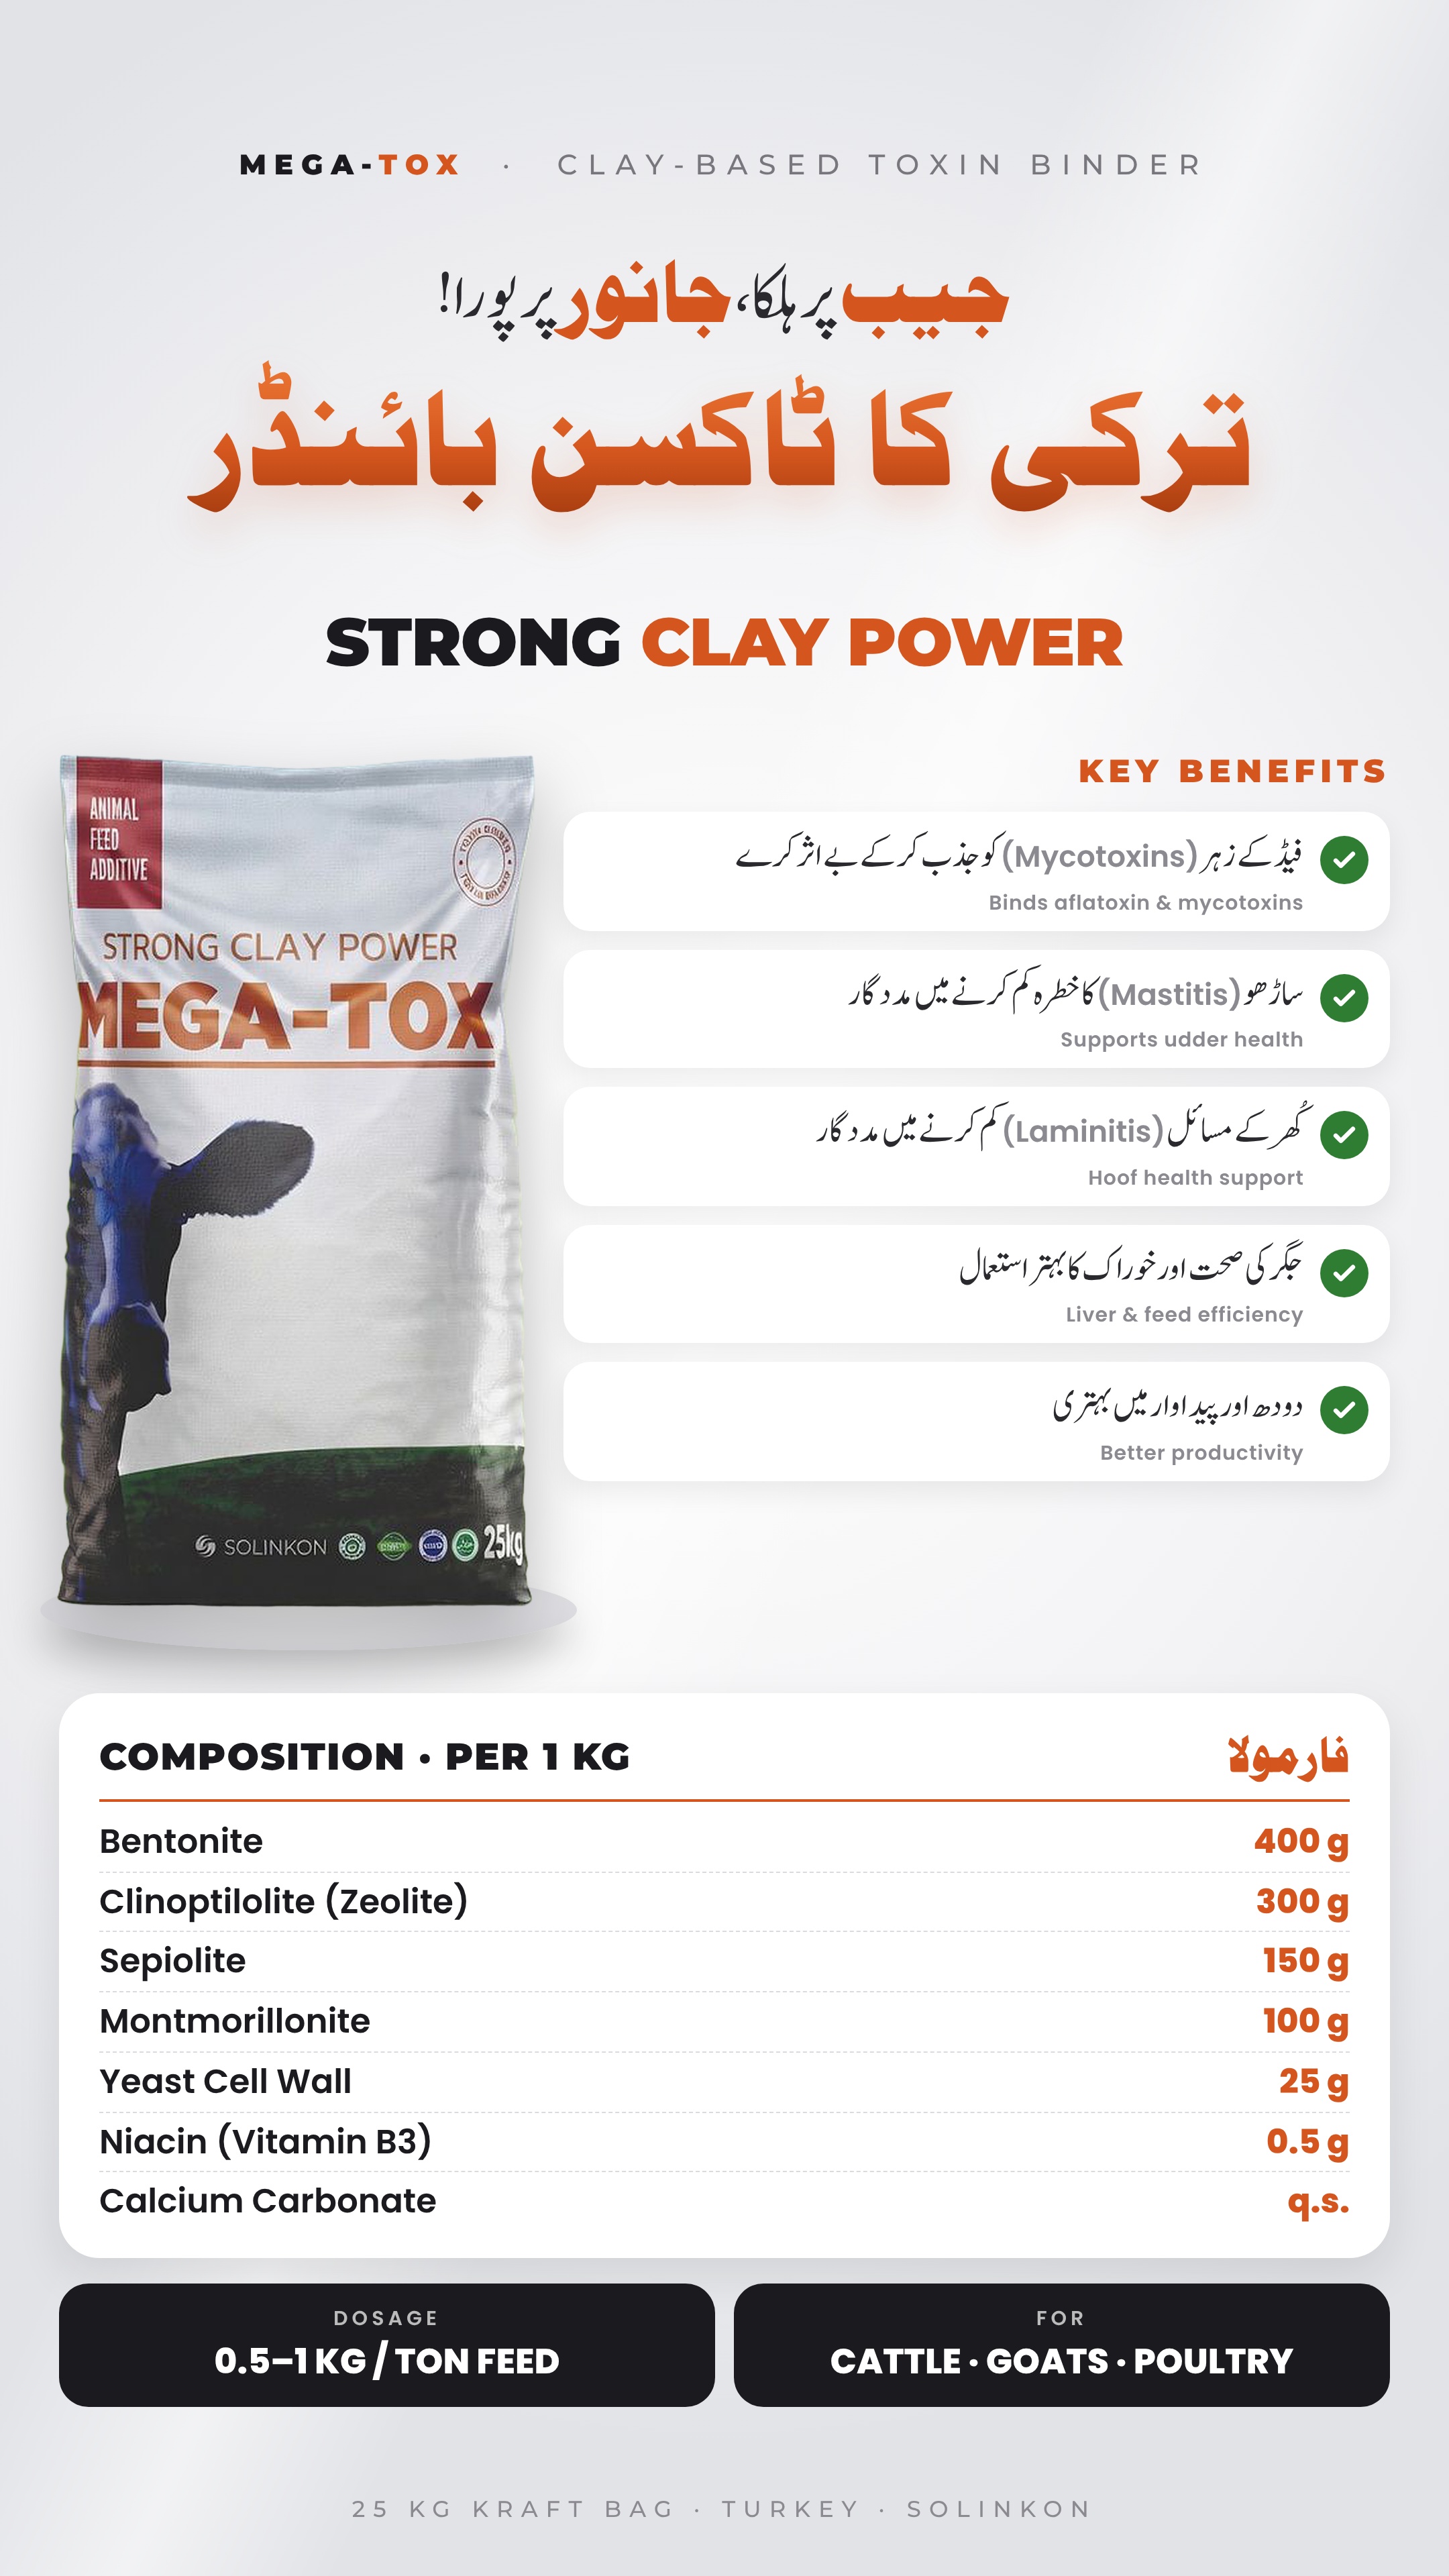 MEGA-TOX · CLAY-BASED TOXIN BINDER
جیب پر ہلکا، جانور پر پورا!
ترکی کا ٹاکسن بائنڈر
STRONG CLAY POWER
ANIMAL
FEED
ADDITIVE
STRONG CLAY POWER
MEGA-TOX
SOLINKON
25kg
KEY BENEFITS
فیڈ کے زہر (Mycotoxins) کو جذب کر کے بے اثر کرے
Binds aflatoxin & mycotoxins
ساڑھو (Mastitis) کا خطرہ کم کرنے میں مددگار
Supports udder health
کُھر کے مسائل (Laminitis) کم کرنے میں مددگار
Hoof health support
جگر کی صحت اور خوراک کا بہتر استعمال
Liver & feed efficiency
دودھ اور پیداوار میں بہتری
Better productivity
COMPOSITION · PER 1 KG فارمولا
Bentonite 400 g
Clinoptilolite (Zeolite) 300 g
Sepiolite 150 g
Montmorillonite 100 g
Yeast Cell Wall 25 g
Niacin (Vitamin B3) 0.5 g
Calcium Carbonate q.s.
DOSAGE
0.5–1 KG / TON FEED
FOR
CATTLE · GOATS · POULTRY
25 KG KRAFT BAG · TURKEY · SOLINKON